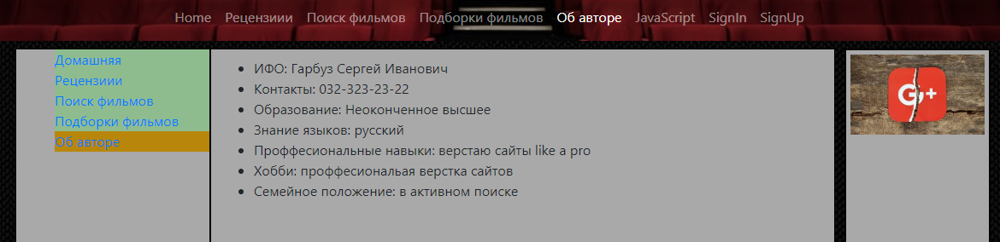 Home Рецензиии Поиск фильмов Подборки фильмов Об авторе JavaScript SignIn SignUp
Домашняя
Рецензиии
Поиск фильмов
Подборки фильмов
Об авторе
ИФО: Гарбуз Сергей Иванович
Контакты: 032-323-23-22
Образование: Неоконченное высшее
Знание языков: русский
Проффесиональные навыки: верстаю сайты like a pro
Хобби: проффесиональая верстка сайтов
Семейное положение: в активном поиске
G+